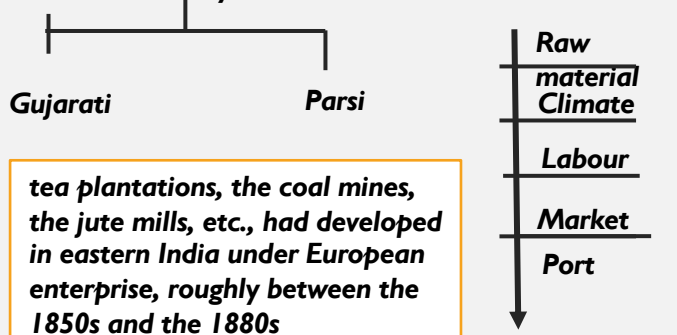 Gujarati
Parsi
tea plantations, the coal mines,
the jute mills, etc., had developed
in eastern India under European
enterprise, roughly between the
1850s and the 1880s
Raw
material
Climate
Labour
Market
Port